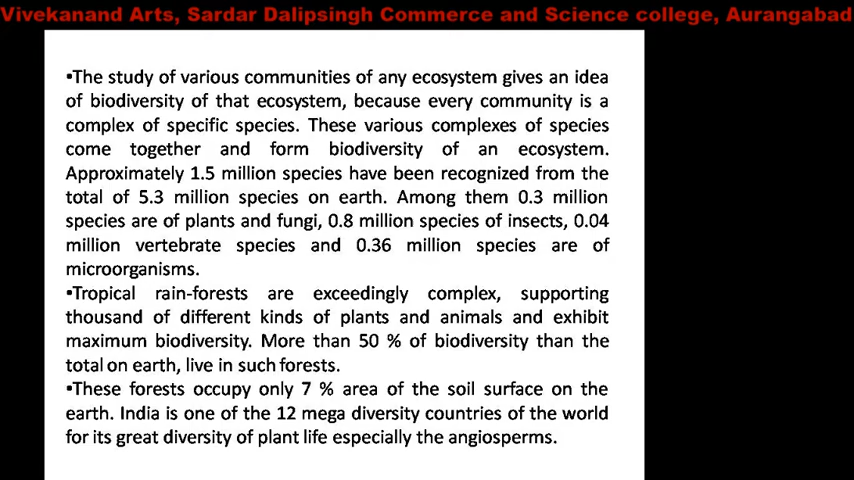 Vivekanand Arts, Sardar Dalipsingh Commerce and Science college, Aurangabad
•The study of various communities of any ecosystem gives an idea
of biodiversity of that ecosystem, because every community is a
complex of specific species. These various complexes of species
come together and form biodiversity of an ecosystem.
Approximately 1.5 million species have been recognized from the
total of 5.3 million species on earth. Among them 0.3 million
species are of plants and fungi, 0.8 million species of insects, 0.04
million vertebrate species and 0.36 million species are of
microorganisms.
•Tropical rain-forests are exceedingly complex, supporting
thousand of different kinds of plants and animals and exhibit
maximum biodiversity. More than 50 % of biodiversity than the
total on earth, live in such forests.
•These forests occupy only 7 % area of the soil surface on the
earth. India is one of the 12 mega diversity countries of the world
for its great diversity of plant life especially the angiosperms.